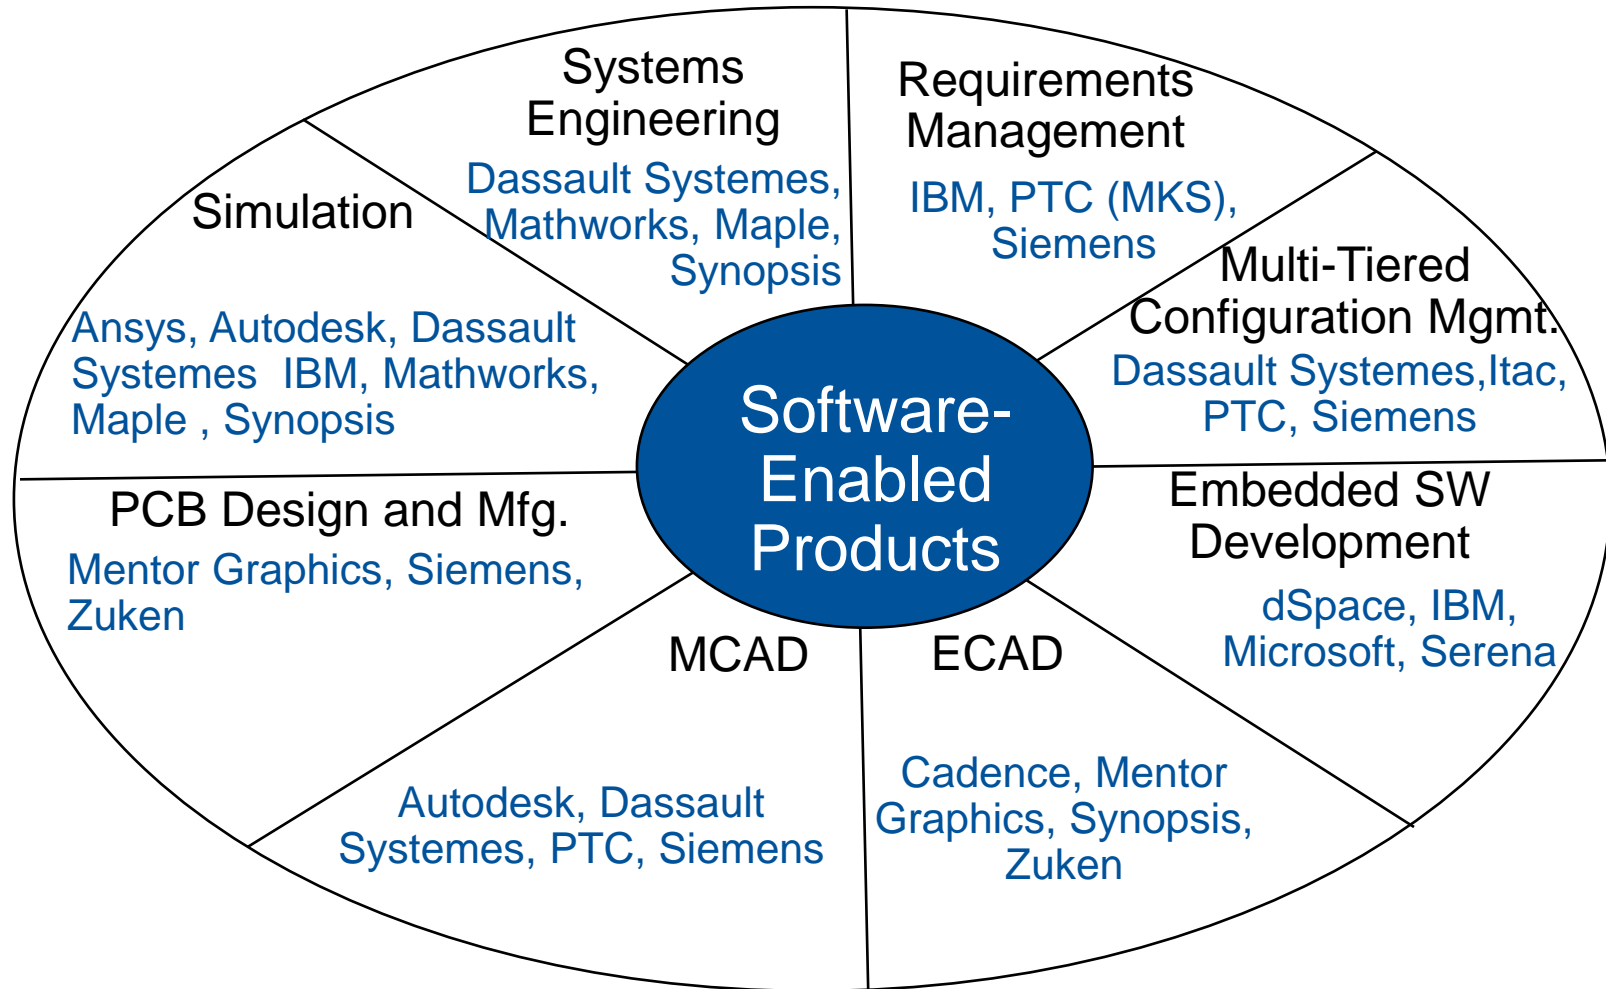 Systems
Engineering
Dassault Systemes,
Mathworks, Maple,
Synopsis
Requirements
Management
IBM, PTC (MKS),
Siemens
Simulation
Ansys, Autodesk, Dassault
Systemes  IBM, Mathworks,
Maple , Synopsis
Multi-Tiered
Configuration Mgmt.
Dassault Systemes,Itac,
PTC, Siemens
Software-
Enabled
Products
PCB Design and Mfg.
Mentor Graphics, Siemens,
Zuken
Embedded SW
Development
dSpace, IBM,
Microsoft, Serena
MCAD
Autodesk, Dassault
Systemes, PTC, Siemens
ECAD
Cadence, Mentor
Graphics, Synopsis,
Zuken